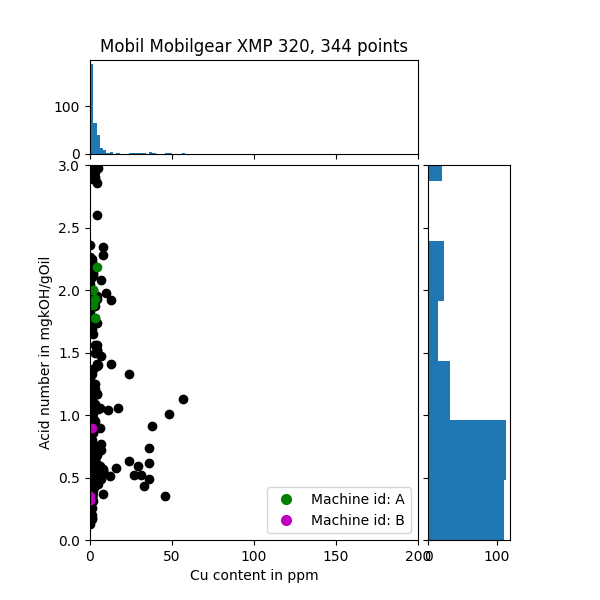 Mobil Mobilgear XMP 320, 344 points
100
0
3.0
2.5
2.0
1.5
1.0
0.5
0.0
Acid number in mgkOH/gOil
Machine id: A
Machine id: B
0 50 100 150 200 0 100
Cu content in ppm